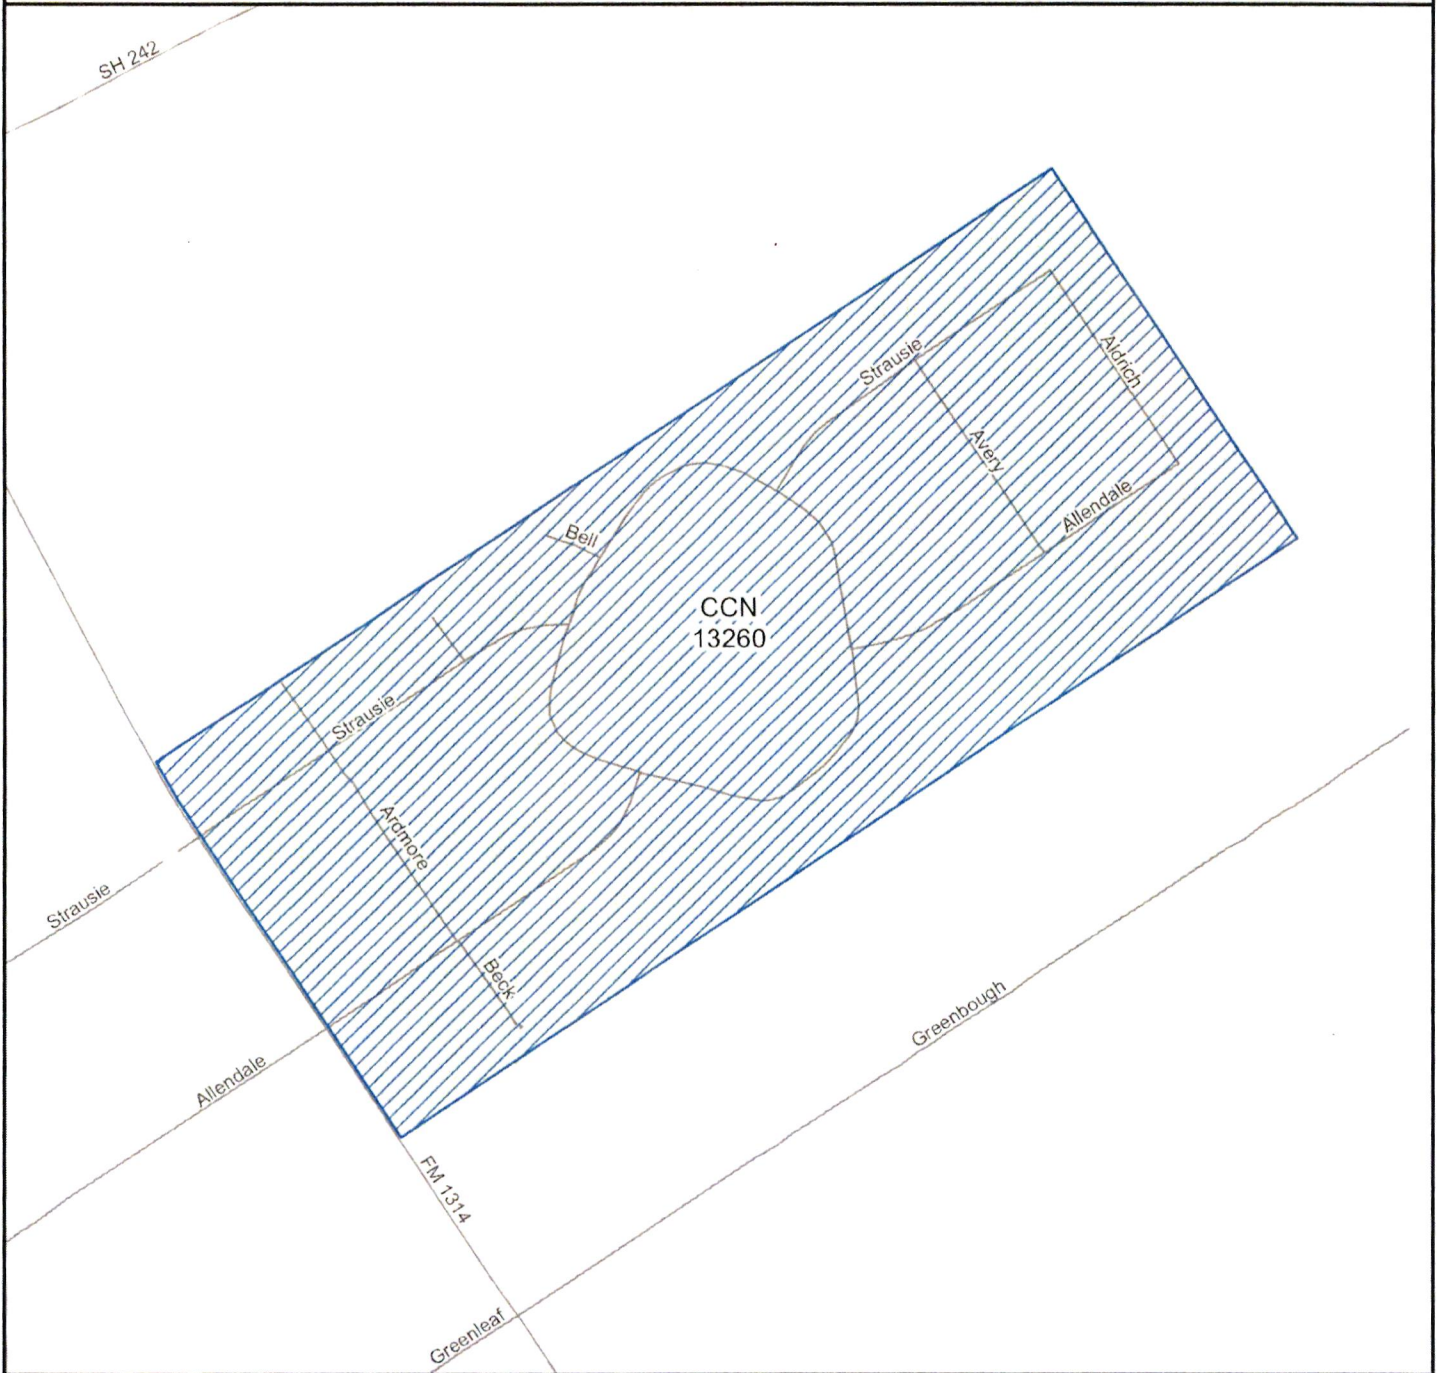 SH 242
Strausie
Aldrich
Avery
Allendale
Bell
CCN
13260
Strausie
Ardmore
Strausie
Beck
Greenbough
Allendale
FM 1314
Greenleaf